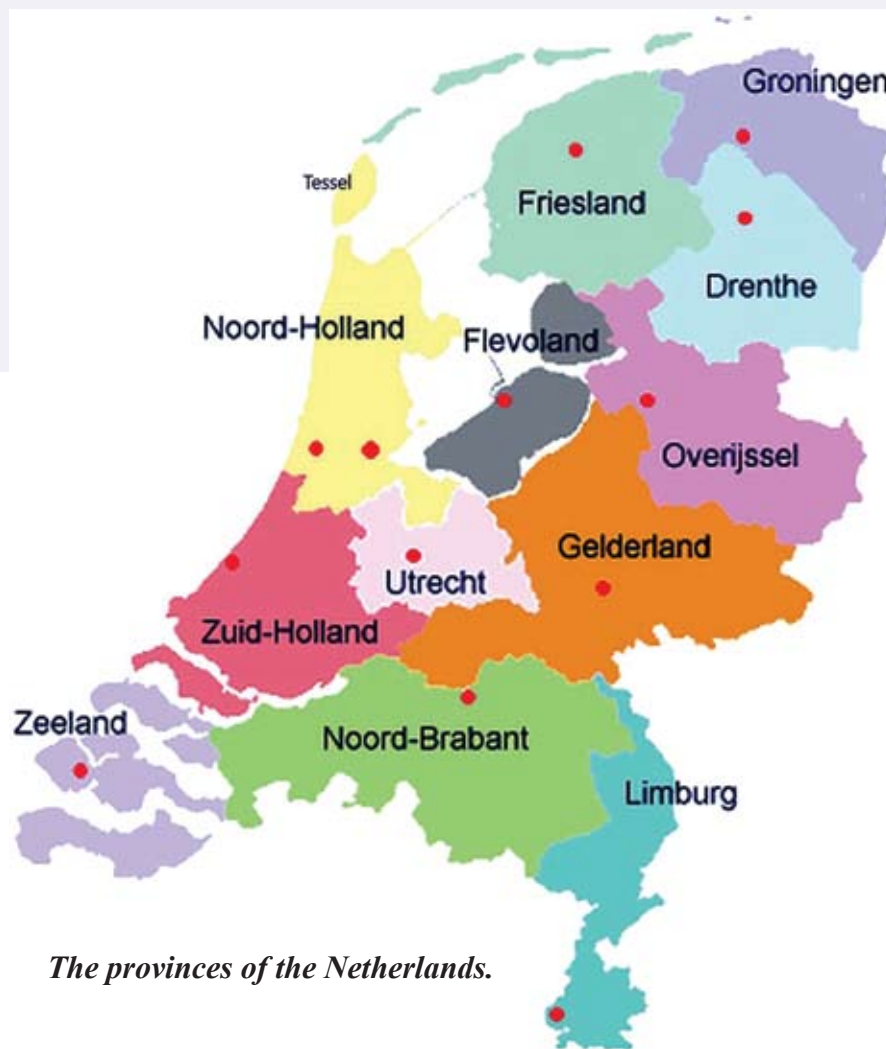 Groningen
Tessel
Friesland
Drenthe
Noord-Holland
Flevoland
Overijssel
Gelderland
Utrecht
Zuid-Holland
Zeeland
Noord-Brabant
Limburg
The provinces of the Netherlands.